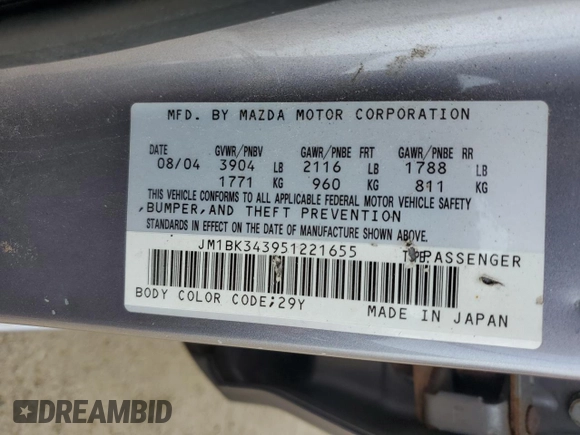 MFD. BY MAZDA MOTOR CORPORATION
DATE GVWR/PNBV GAWR/PNBE FRT GAWR/PNBE RR
08/04 3904 LB 2116 LB 1788 LB
1771 KG 960 KG 811 KG
THIS VEHICLE CONFORMS TO ALL APPLICABLE FEDERAL MOTOR VEHICLE SAFETY
,BUMPER,AND THEFT PREVENTION
STANDARDS IN EFFECT ON THE DATE OF MANUFACTURE SHOWN ABOVE.
JM1BK343951221655 PASSENGER
BODY COLOR CODE;29Y
MADE IN JAPAN
DREAMBID